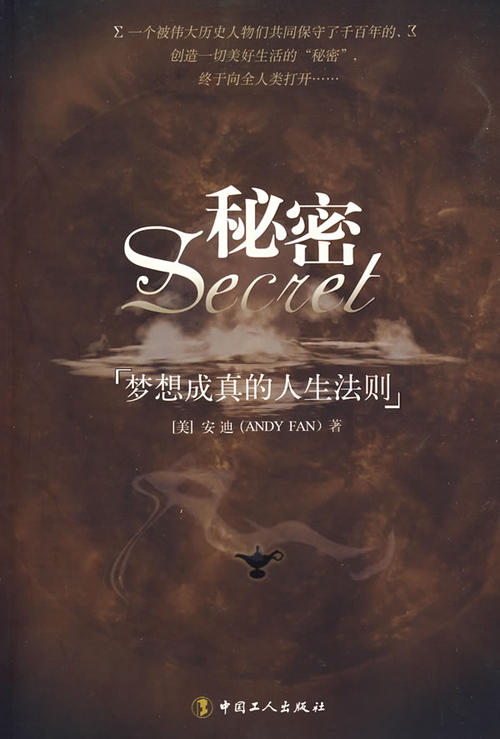 一个被伟大历史人物们共同保守了千百年的、
创造一切美好生活的“秘密”，
终于向全人类打开……
秘密
Secret
「梦想成真的人生法则」
[美] 安 迪（ANDY FAN）著
中国工人出版社